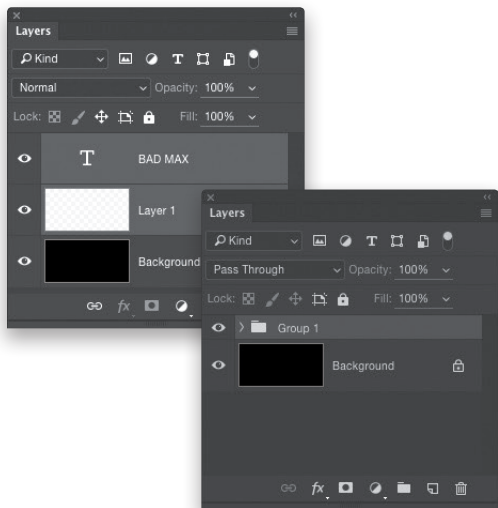 Layers
Kind
Normal Opacity: 100%
Lock: Fill: 100%
T BAD MAX
Layer 1
Background
fx
Layers
Kind
Pass Through Opacity: 100%
Lock: Fill: 100%
Group 1
Background
fx